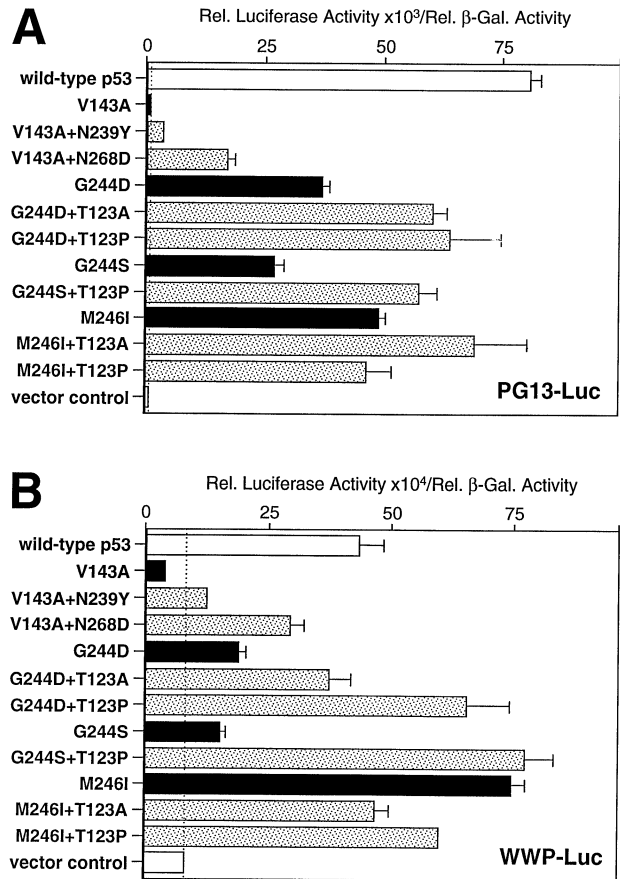 A
Rel. Luciferase Activity x10³/Rel. β-Gal. Activity
0 25 50 75
wild-type p53
V143A
V143A+N239Y
V143A+N268D
G244D
G244D+T123A
G244D+T123P
G244S
G244S+T123P
M246I
M246I+T123A
M246I+T123P
vector control
PG13-Luc
B
Rel. Luciferase Activity x10⁴/Rel. β-Gal. Activity
0 25 50 75
wild-type p53
V143A
V143A+N239Y
V143A+N268D
G244D
G244D+T123A
G244D+T123P
G244S
G244S+T123P
M246I
M246I+T123A
M246I+T123P
vector control
WWP-Luc